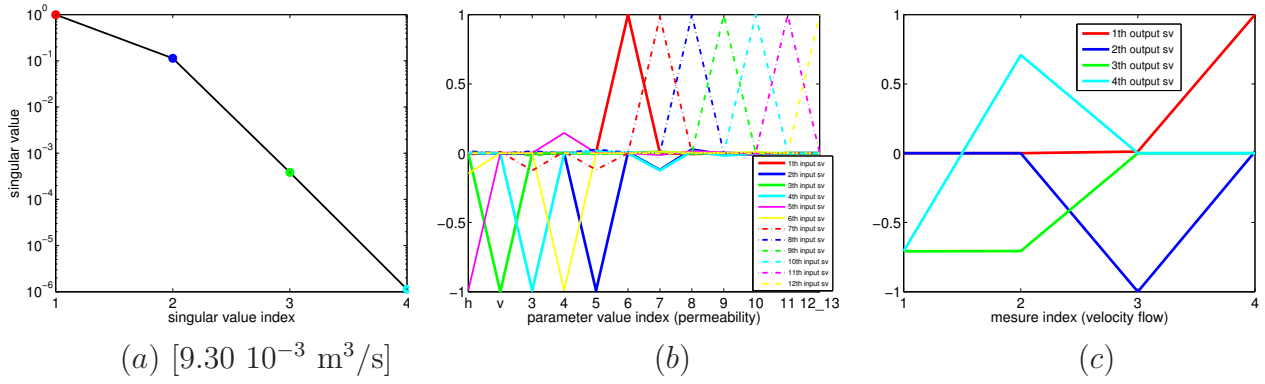 10^0
10^{-1}
10^{-2}
10^{-3}
10^{-4}
10^{-5}
10^{-6}
singular value
1 2 3 4
singular value index
(a) [9.30 10^{-3} m^3/s]
1
0.5
0
−0.5
−1
h v 3 4 5 6 7 8 9 10 11 12_13
parameter value index (permeability)
1th input sv
2th input sv
3th input sv
4th input sv
5th input sv
6th input sv
7th input sv
8th input sv
9th input sv
10th input sv
11th input sv
12th input sv
(b)
1
0.5
0
−0.5
−1
1 2 3 4
mesure index (velocity flow)
1th output sv
2th output sv
3th output sv
4th output sv
(c)